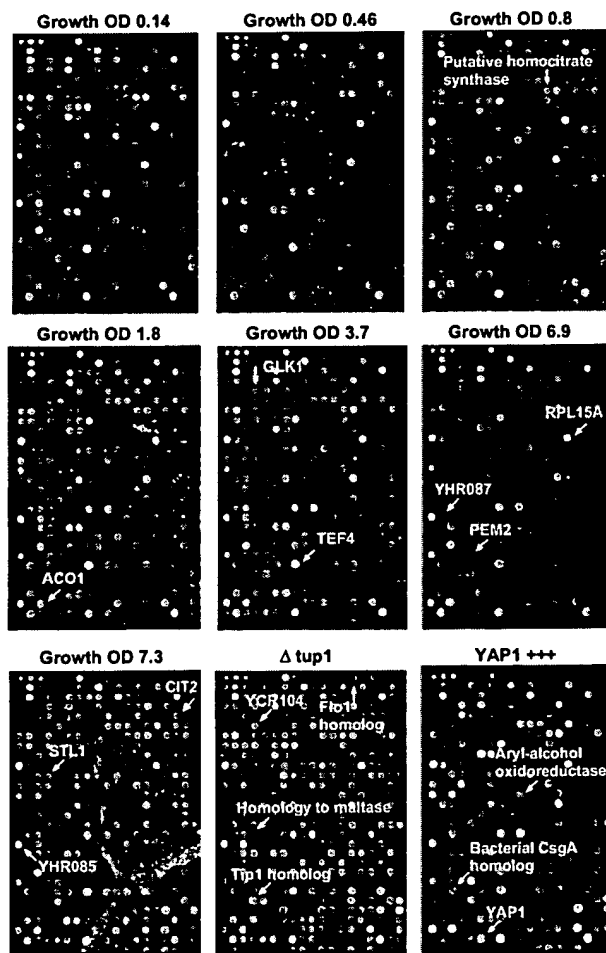 Growth OD 0.14
Growth OD 0.46
Growth OD 0.8
Putative homocitrate
synthase
Growth OD 1.8
Growth OD 3.7
Growth OD 6.9
GLK1
RPL15A
YHR087
PEM2
TEF4
ACO1
Growth OD 7.3
Δ tup1
YAP1 +++
CIT2
YCR104
Flo1
homolog
STL1
Aryl-alcohol
oxidoreductase
Homology to maltase
YHR085
Bacterial CsgA
homolog
Tip1 homolog
YAP1